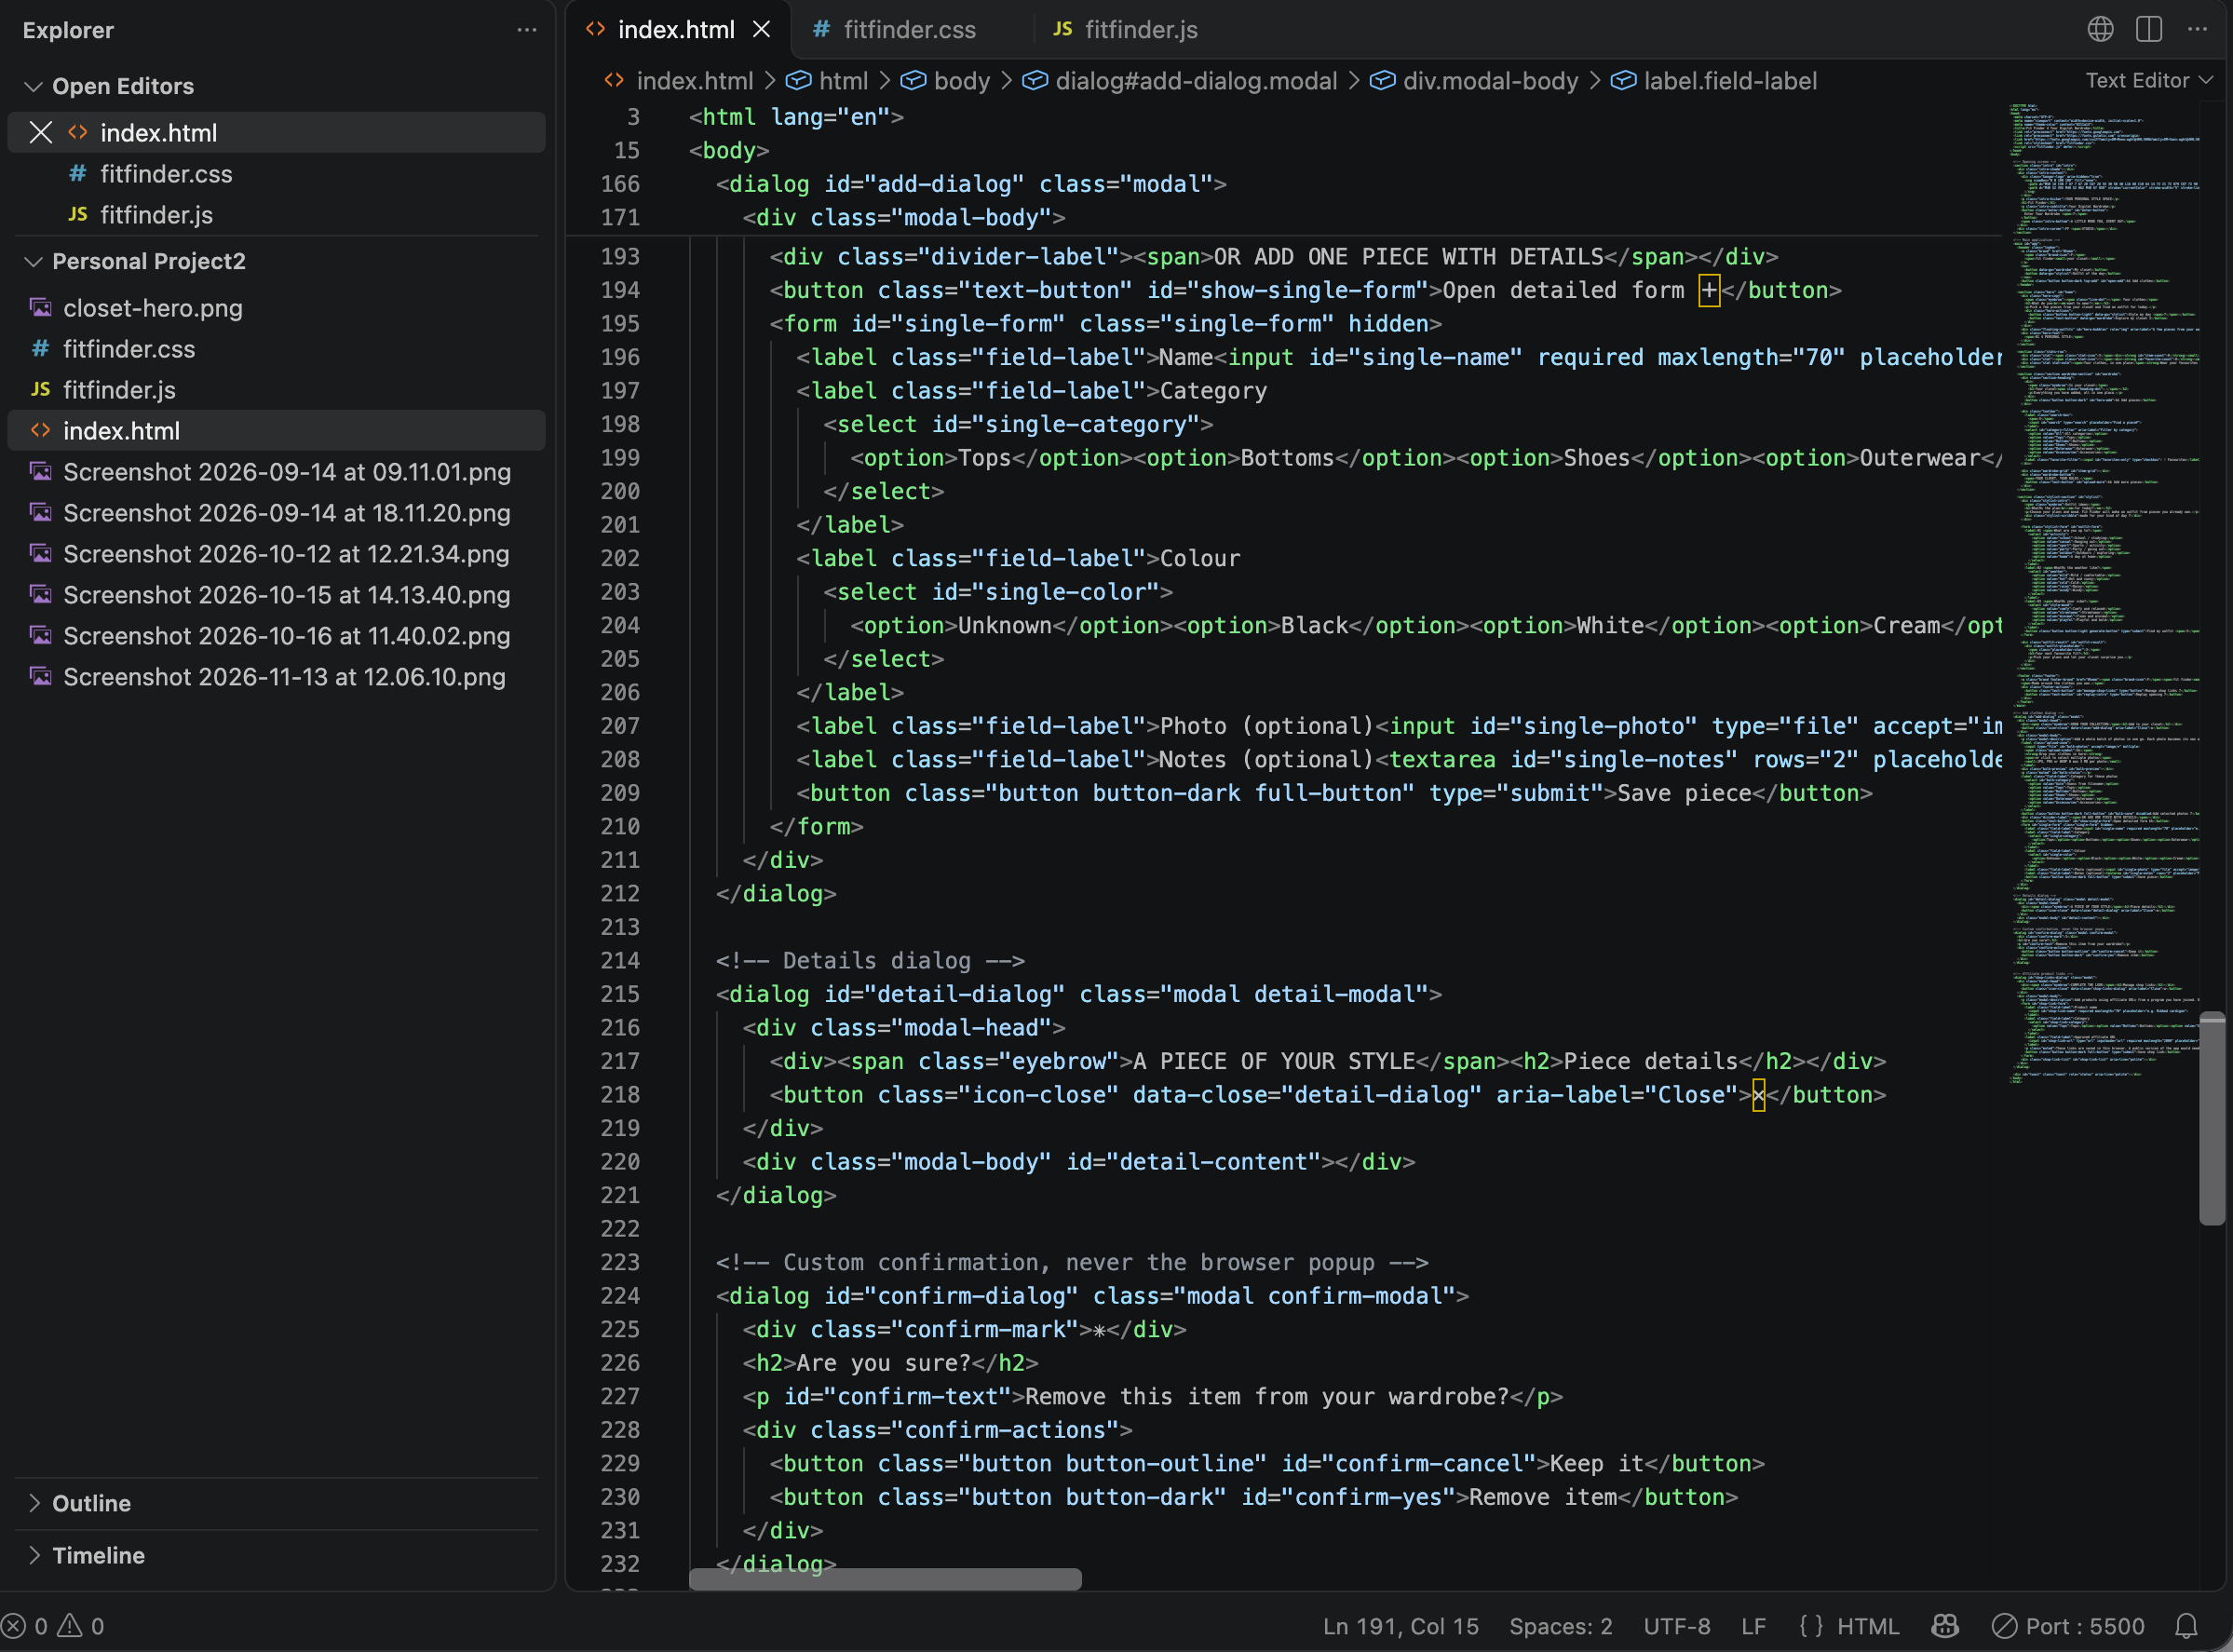 Explorer
Open Editors
index.html
fitfinder.css
JS fitfinder.js
Personal Project2
closet-hero.png
fitfinder.css
JS fitfinder.js
index.html
Screenshot 2026-09-14 at 09.11.01.png
Screenshot 2026-09-14 at 18.11.20.png
Screenshot 2026-10-12 at 12.21.34.png
Screenshot 2026-10-15 at 14.13.40.png
Screenshot 2026-10-16 at 11.40.02.png
Screenshot 2026-11-13 at 12.06.10.png
Outline
Timeline
index.html # fitfinder.css JS fitfinder.js
index.html > html > body > dialog#add-dialog.modal > div.modal-body > label.field-label Text Editor
3 <html lang="en">
15 <body>
166 <dialog id="add-dialog" class="modal">
171 <div class="modal-body">
193 <div class="divider-label"><span>OR ADD ONE PIECE WITH DETAILS</span></div>
194 <button class="text-button" id="show-single-form">Open detailed form +</button>
195 <form id="single-form" class="single-form" hidden>
196 <label class="field-label">Name<input id="single-name" required maxlength="70" placeholder
197 <label class="field-label">Category
198 <select id="single-category">
199 <option>Tops</option><option>Bottoms</option><option>Shoes</option><option>Outerwear</
200 </select>
201 </label>
202 <label class="field-label">Colour
203 <select id="single-color">
204 <option>Unknown</option><option>Black</option><option>White</option><option>Cream</opt
205 </select>
206 </label>
207 <label class="field-label">Photo (optional)<input id="single-photo" type="file" accept="im
208 <label class="field-label">Notes (optional)<textarea id="single-notes" rows="2" placeholde
209 <button class="button button-dark full-button" type="submit">Save piece</button>
210 </form>
211 </div>
212 </dialog>
213
214 <!-- Details dialog -->
215 <dialog id="detail-dialog" class="modal detail-modal">
216 <div class="modal-head">
217 <div><span class="eyebrow">A PIECE OF YOUR STYLE</span><h2>Piece details</h2></div>
218 <button class="icon-close" data-close="detail-dialog" aria-label="Close">×</button>
219 </div>
220 <div class="modal-body" id="detail-content"></div>
221 </dialog>
222
223 <!-- Custom confirmation, never the browser popup -->
224 <dialog id="confirm-dialog" class="modal confirm-modal">
225 <div class="confirm-mark">✳</div>
226 <h2>Are you sure?</h2>
227 <p id="confirm-text">Remove this item from your wardrobe?</p>
228 <div class="confirm-actions">
229 <button class="button button-outline" id="confirm-cancel">Keep it</button>
230 <button class="button button-dark" id="confirm-yes">Remove item</button>
231 </div>
232 </dialog>
0 0 Ln 191, Col 15 Spaces: 2 UTF-8 LF {} HTML Port : 5500